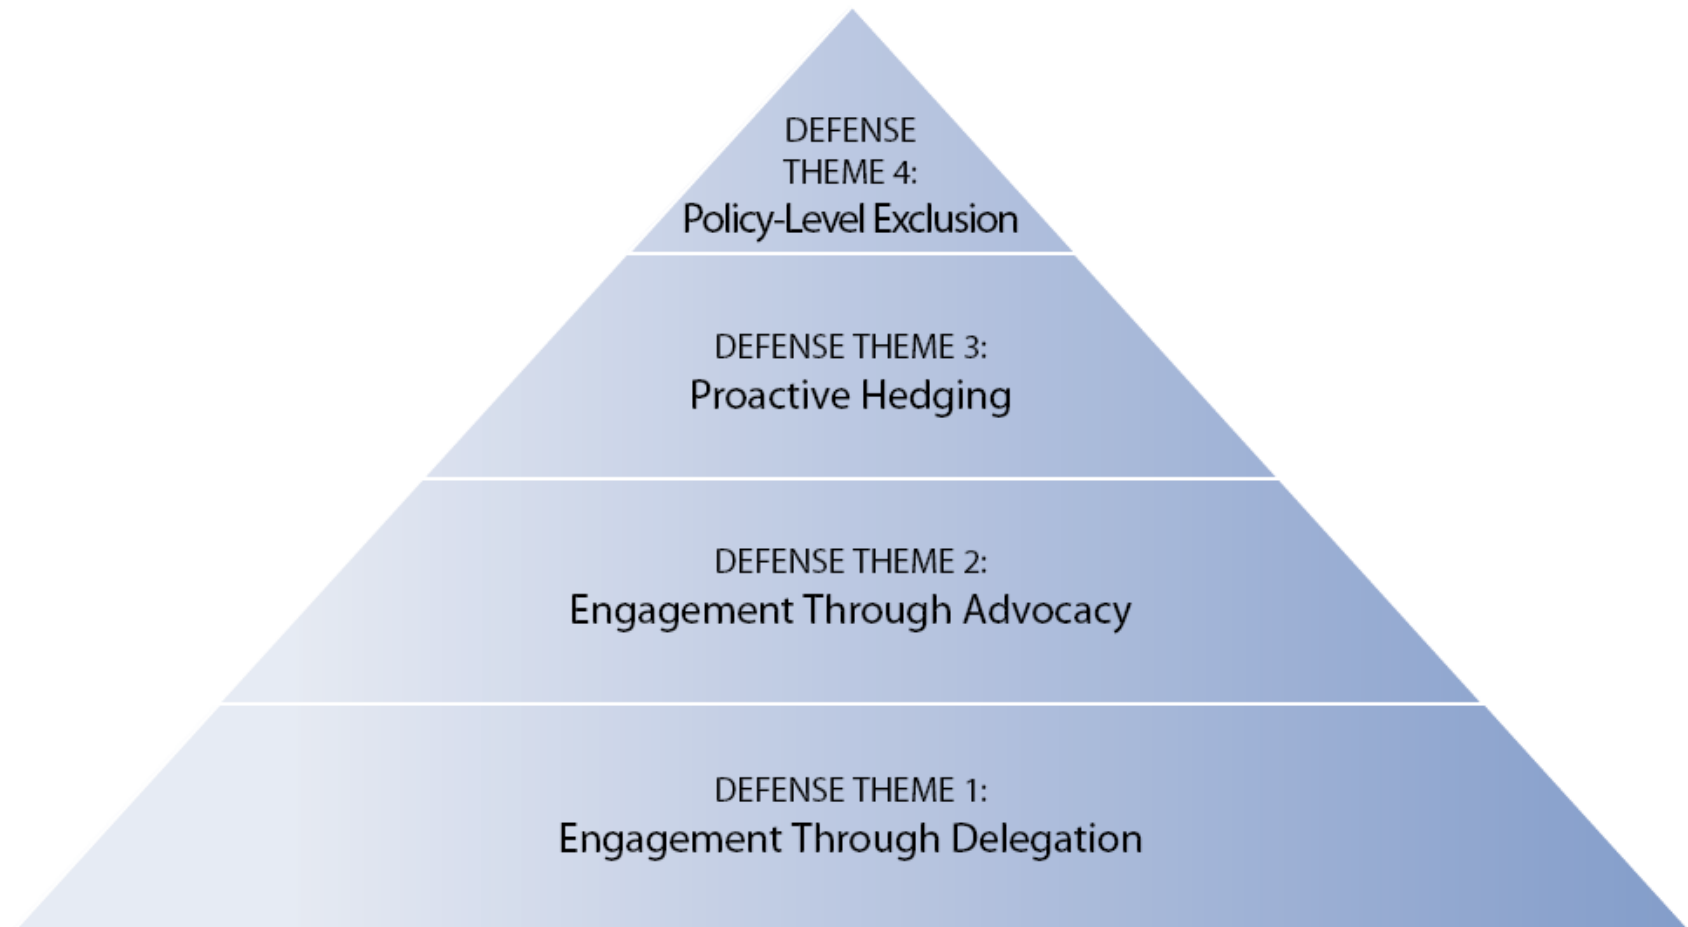 DEFENSE
THEME 4:
Policy-Level Exclusion
DEFENSE THEME 3:
Proactive Hedging
DEFENSE THEME 2:
Engagement Through Advocacy
DEFENSE THEME 1:
Engagement Through Delegation